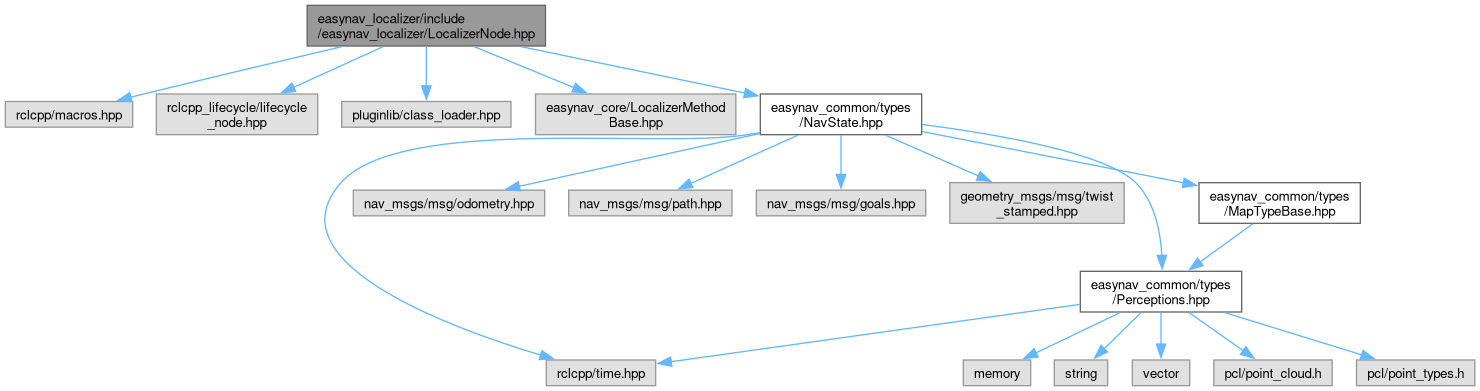 easynav_localizer/include
/easynav_localizer/LocalizerNode.hpp
rclcpp/macros.hpp
rclcpp_lifecycle/lifecycle
_node.hpp
pluginlib/class_loader.hpp
easynav_core/LocalizerMethod
Base.hpp
easynav_common/types
/NavState.hpp
nav_msgs/msg/odometry.hpp
nav_msgs/msg/path.hpp
nav_msgs/msg/goals.hpp
geometry_msgs/msg/twist
_stamped.hpp
easynav_common/types
/MapTypeBase.hpp
easynav_common/types
/Perceptions.hpp
rclcpp/time.hpp
memory
string
vector
pcl/point_cloud.h
pcl/point_types.h